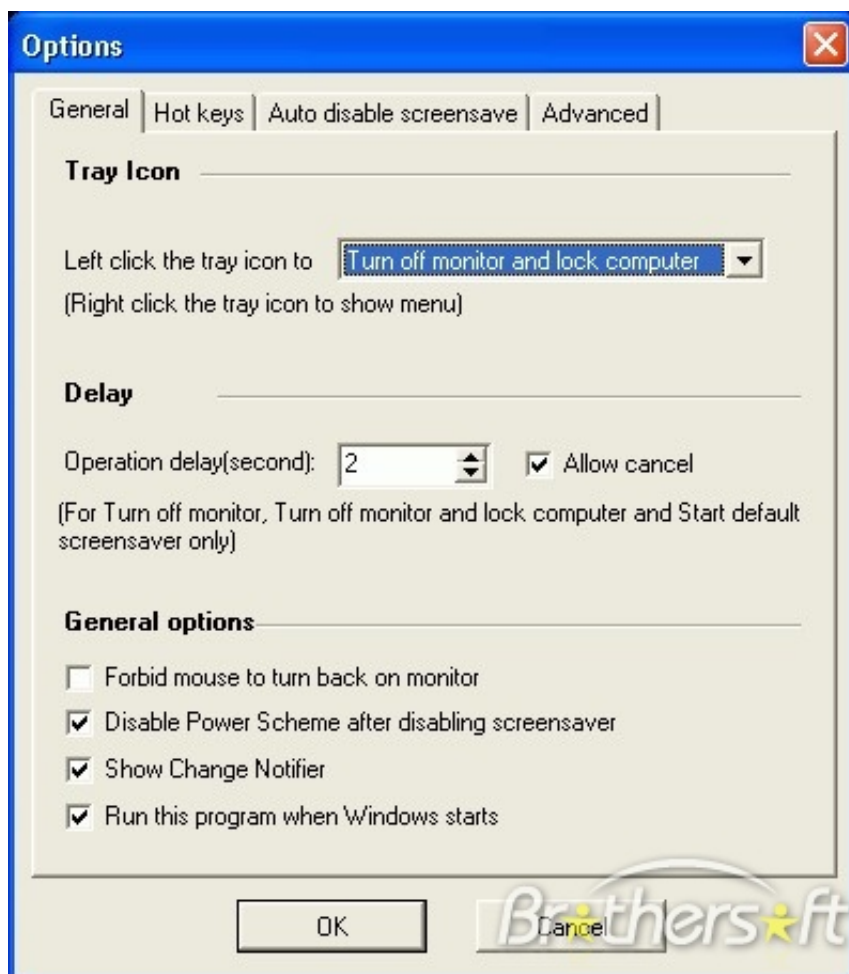 Options
General Hot keys Auto disable screensave Advanced
Tray Icon
Left click the tray icon to Turn off monitor and lock computer
(Right click the tray icon to show menu)
Delay
Operation delay(second): 2 Allow cancel
(For Turn off monitor, Turn off monitor and lock computer and Start default
screensaver only)
General options
Forbid mouse to turn back on monitor
Disable Power Scheme after disabling screensaver
Show Change Notifier
Run this program when Windows starts
OK Cancel
Brothersoft